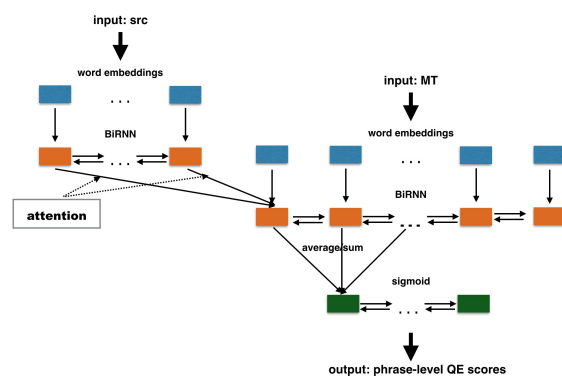 input: src
word embeddings
. . .
BiRNN
. . .
attention
input: MT
word embeddings
. . .
BiRNN
. . .
average/sum
sigmoid
. . .
output: phrase-level QE scores